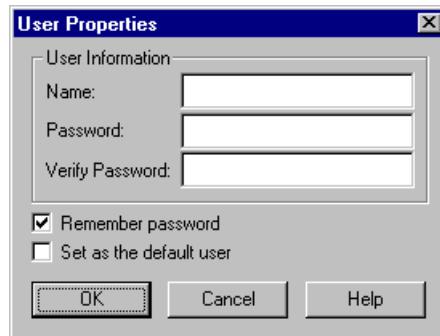 User Properties
User Information
Name:
Password:
Verify Password:
Remember password
Set as the default user
OK Cancel Help